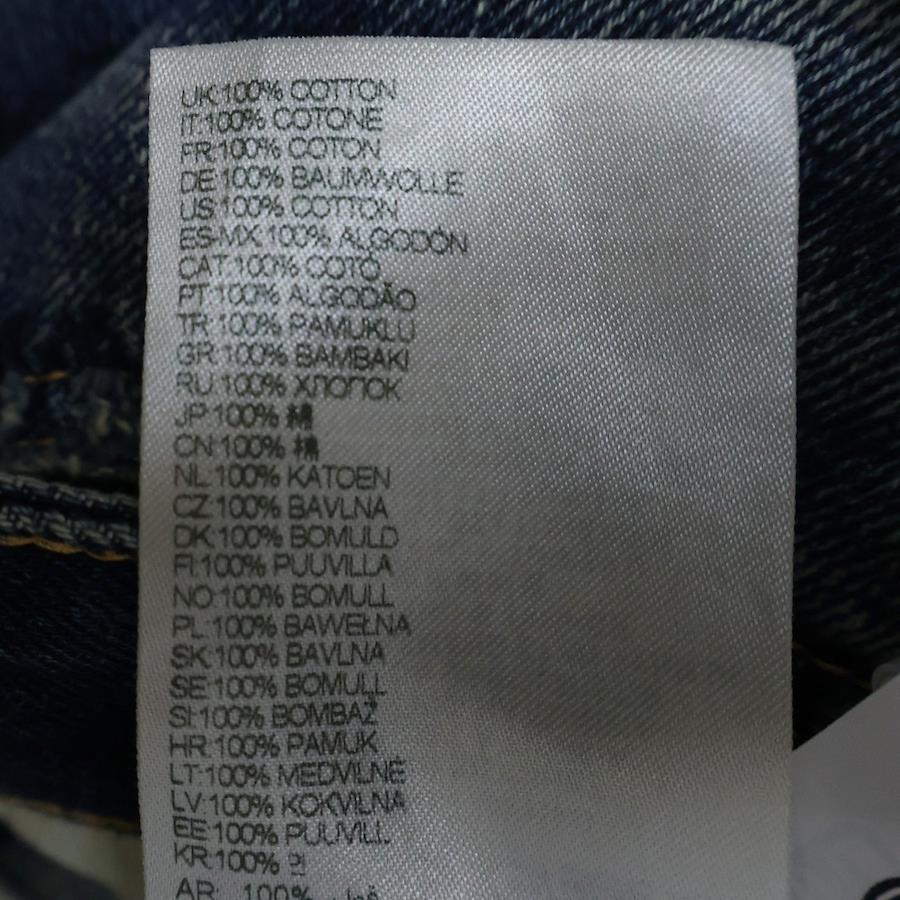 UK:100% COTTON
IT:100% COTONE
FR:100% COTON
DE:100% BAUMWOLLE
US:100% COTTON
ES-MX:100% ALGODÓN
CAT:100% COTÓ
PT:100% ALGODÃO
TR:100% PAMUKLU
GR:100% BAMBAKI
RU:100% ХЛОПОК
JP:100% 綿
CN:100% 棉
NL:100% KATOEN
CZ:100% BAVLNA
DK:100% BOMULD
FI:100% PUUVILLA
NO:100% BOMULL
PL:100% BAWEŁNA
SK:100% BAVLNA
SE:100% BOMULL
SI:100% BOMBAŽ
HR:100% PAMUK
LT:100% MEDVILNĖ
LV:100% KOKVILNA
EE:100% PUUVILL
KR:100% 면
AR: 100%